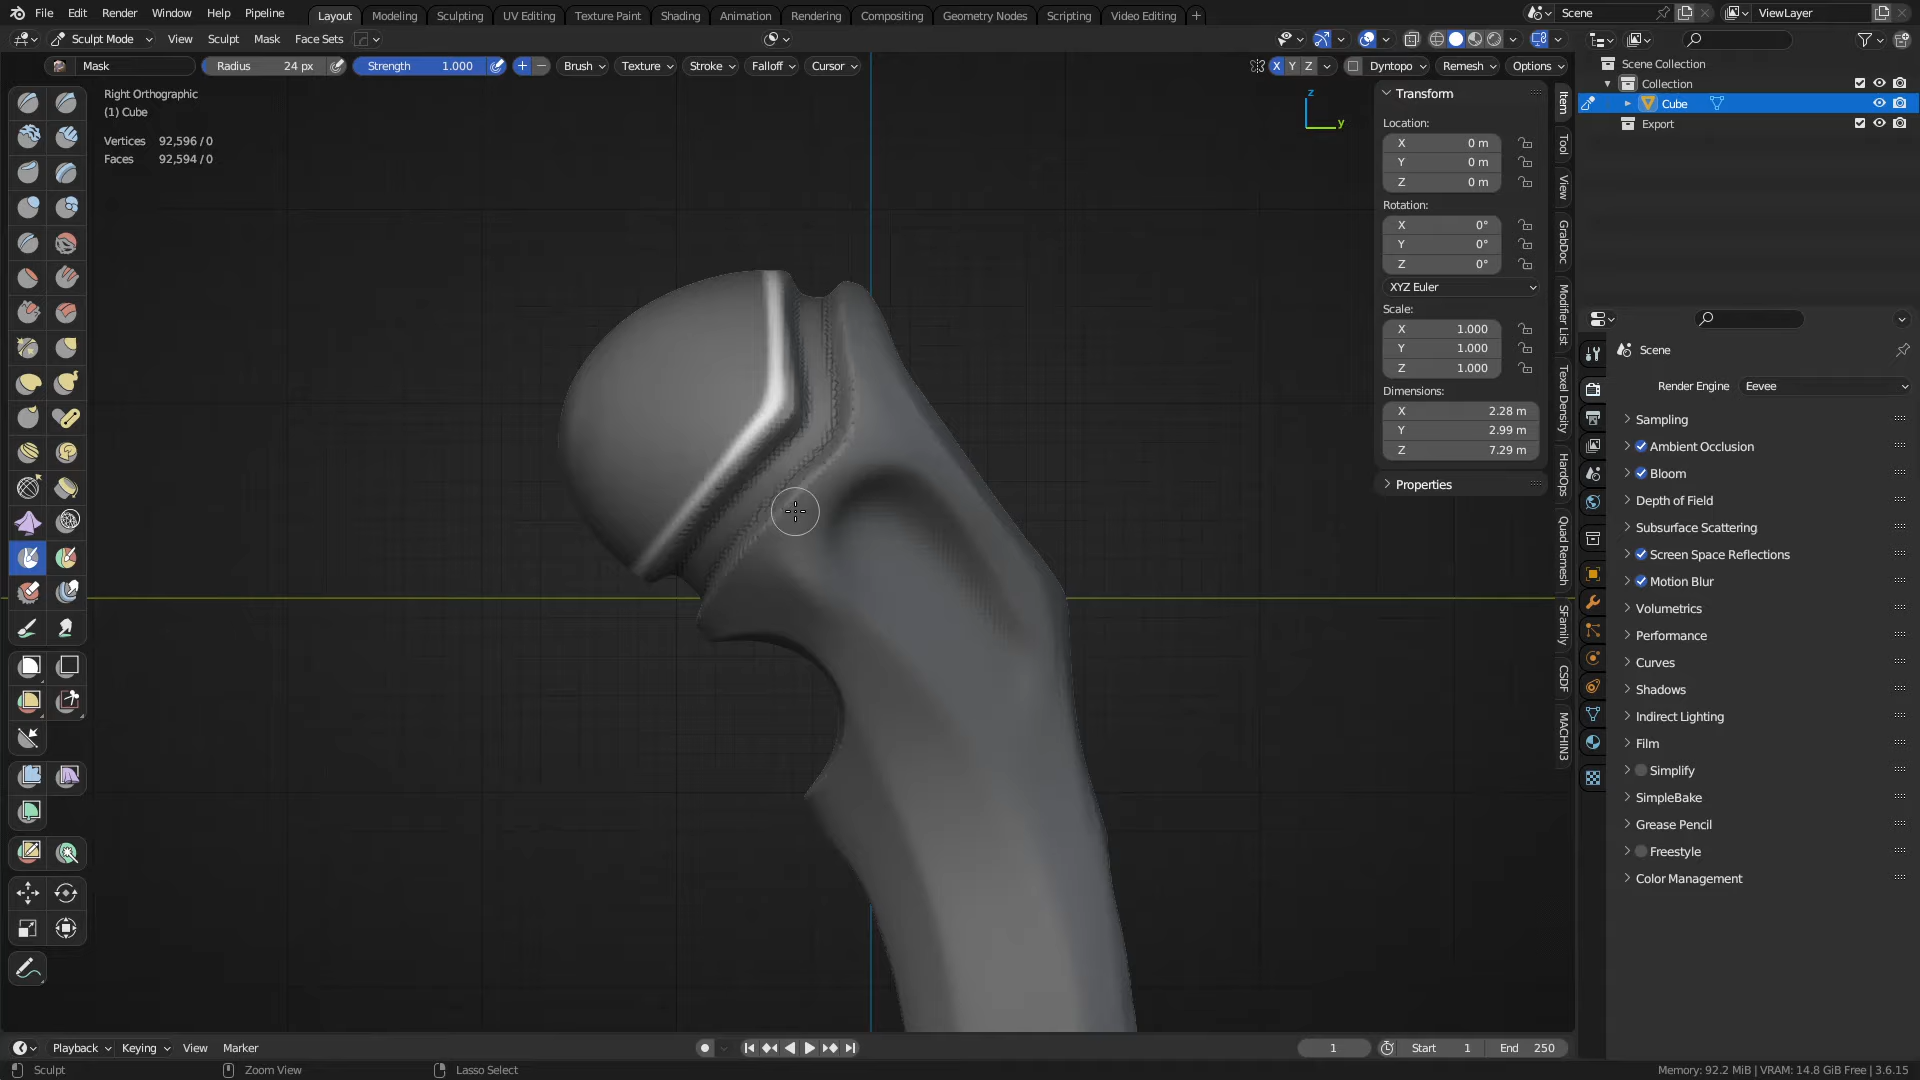 File Edit Render Window Help Pipeline Layout Modeling Sculpting UV Editing Texture Paint Shading Animation Rendering Compositing Geometry Nodes Scripting Video Editing + Scene ViewLayer
Sculpt Mode View Sculpt Mask Face Sets
Mask Radius 24 px Strength 1.000 + − Brush Texture Stroke Falloff Cursor X Y Z Dyntopo Remesh Options
Right Orthographic
(1) Cube
Vertices 92,596 / 0
Faces 92,594 / 0
z
y
Transform
Location:
X 0 m
Y 0 m
Z 0 m
Rotation:
X 0°
Y 0°
Z 0°
XYZ Euler
Scale:
X 1.000
Y 1.000
Z 1.000
Dimensions:
X 2.28 m
Y 2.99 m
Z 7.29 m
Properties
Item
Tool
View
GrabDoc
Modifier List
Texel Density
HardOps
Quad Remesh
SFamily
CSDF
MACHIN3
Scene Collection
Collection
Cube
Export
Scene
Render Engine Eevee
Sampling
Ambient Occlusion
Bloom
Depth of Field
Subsurface Scattering
Screen Space Reflections
Motion Blur
Volumetrics
Performance
Curves
Shadows
Indirect Lighting
Film
Simplify
SimpleBake
Grease Pencil
Freestyle
Color Management
Playback Keying View Marker 1 Start 1 End 250
Sculpt Zoom View Lasso Select Memory: 92.2 MiB | VRAM: 14.8 GiB Free | 3.6.15